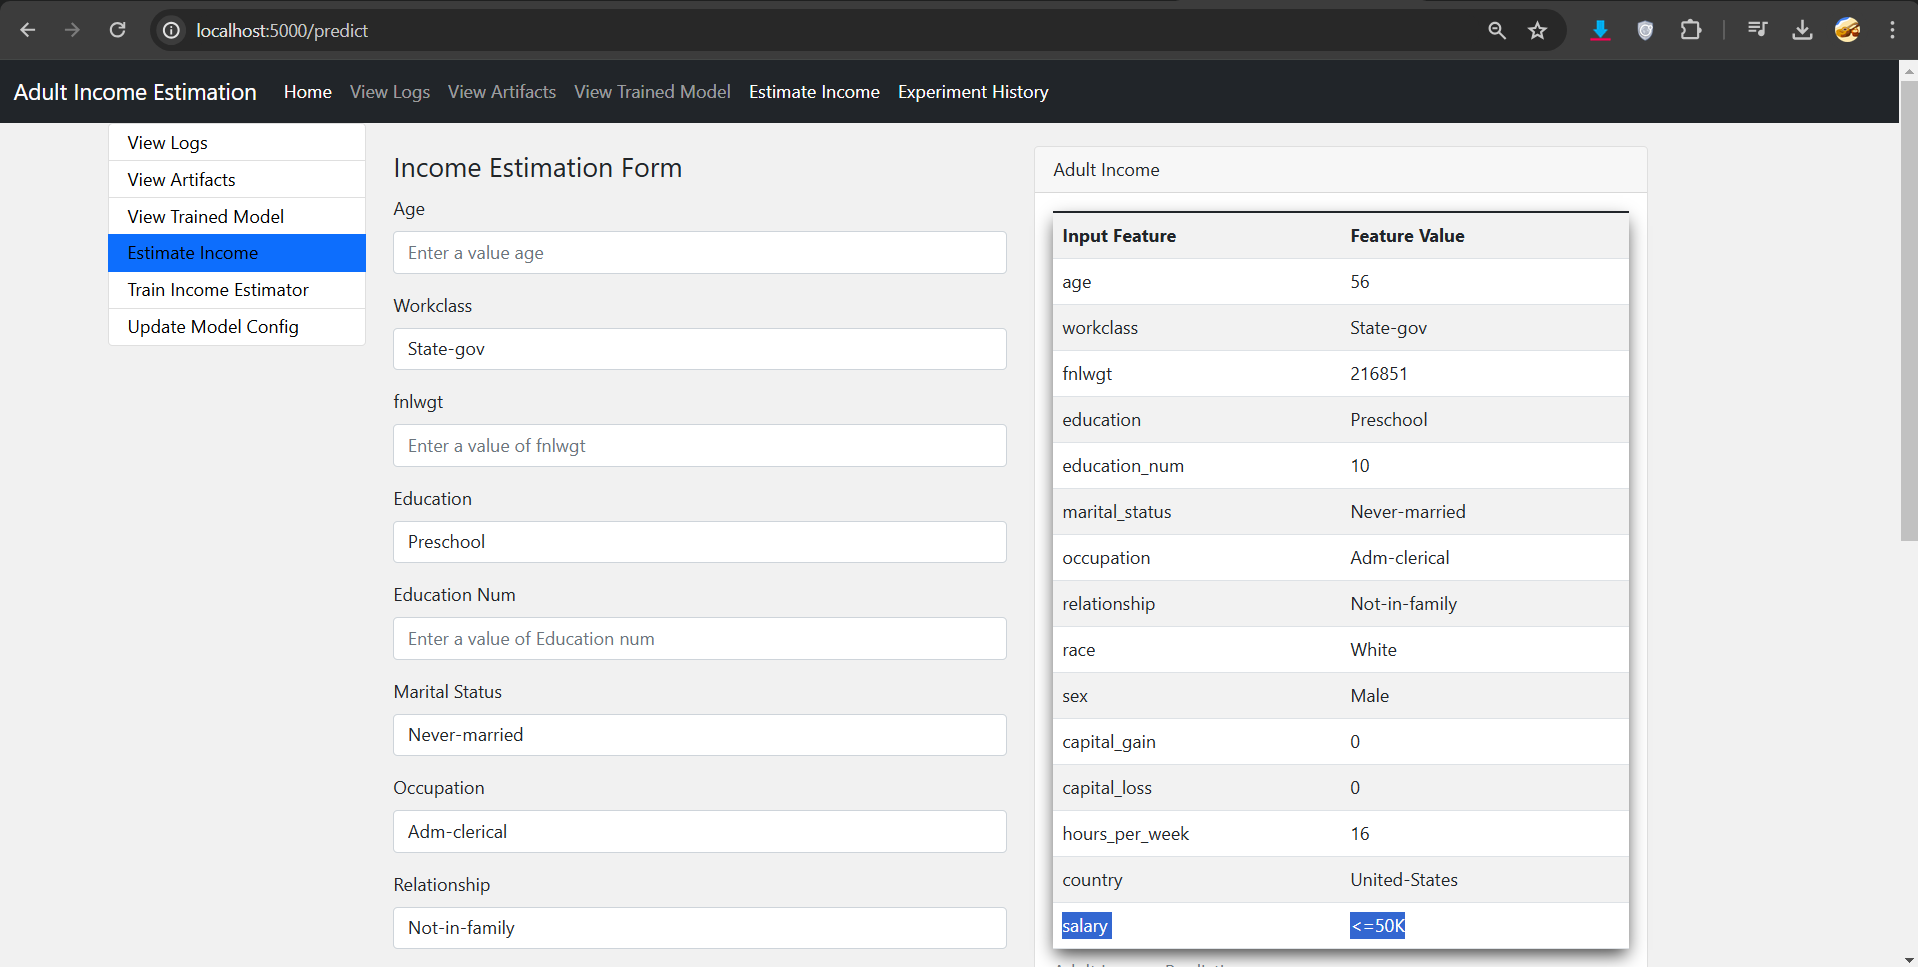 localhost:5000/predict
Adult Income Estimation Home View Logs View Artifacts View Trained Model Estimate Income Experiment History
View Logs
View Artifacts
View Trained Model
Estimate Income
Train Income Estimator
Update Model Config
Income Estimation Form
Age
Enter a value age
Workclass
State-gov
fnlwgt
Enter a value of fnlwgt
Education
Preschool
Education Num
Enter a value of Education num
Marital Status
Never-married
Occupation
Adm-clerical
Relationship
Not-in-family
Adult Income
Input Feature Feature Value
age 56
workclass State-gov
fnlwgt 216851
education Preschool
education_num 10
marital_status Never-married
occupation Adm-clerical
relationship Not-in-family
race White
sex Male
capital_gain 0
capital_loss 0
hours_per_week 16
country United-States
salary <=50K